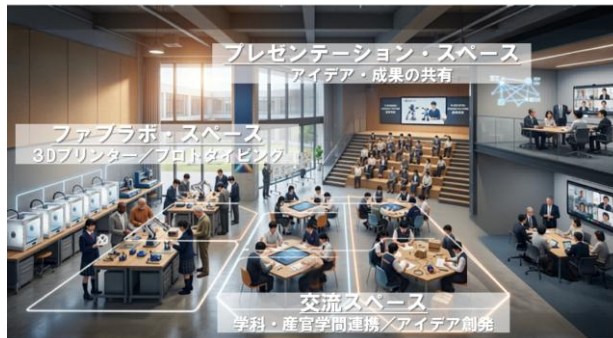 プレゼンテーション・スペース
アイデア・成果の共有
ファブラボ・スペース
3Dプリンター/プロトタイピング
交流スペース
学科・産官学間連携/アイデア創発